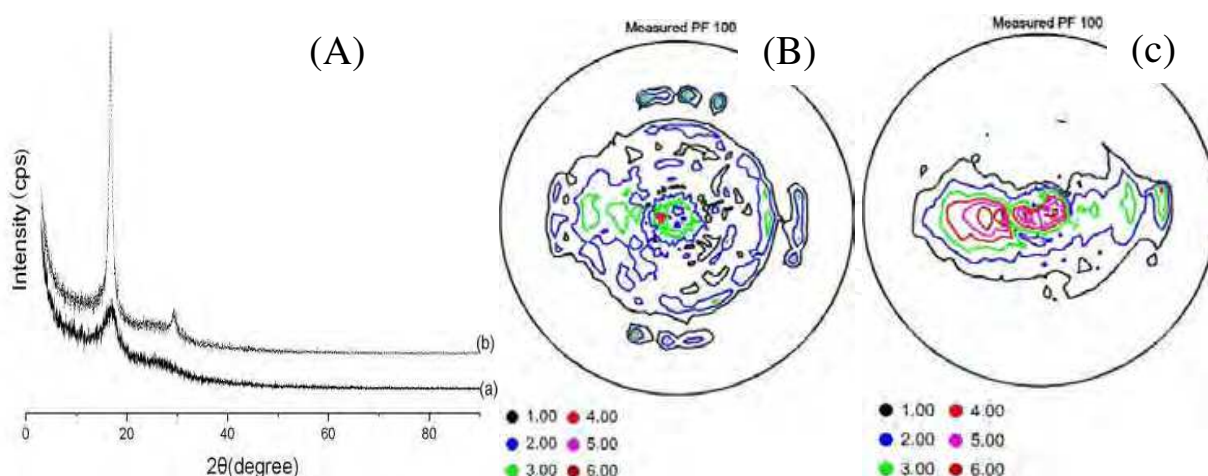 (A)
Intensity (cps)
(b)
(a)
0 20 40 60 80
2θ(degree)
Measured PF 100
(B)
1.00 4.00
2.00 5.00
3.00 6.00
Measured PF 100
(c)
1.00 4.00
2.00 5.00
3.00 6.00